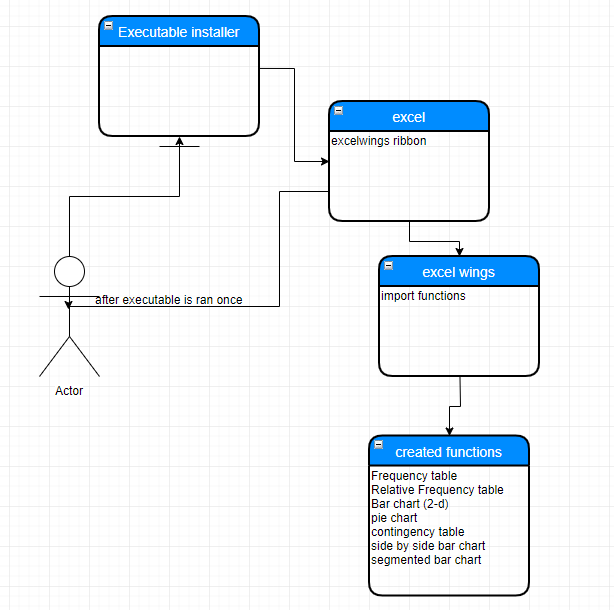 Executable installer
excel
excelwings ribbon
excel wings
import functions
after executable is ran once
Actor
created functions
Frequency table
Relative Frequency table
Bar chart (2-d)
pie chart
contingency table
side by side bar chart
segmented bar chart